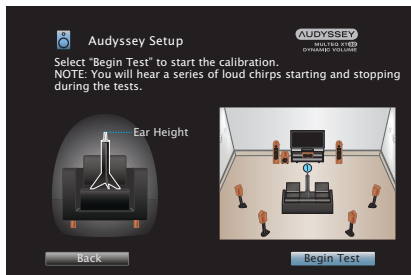 Audyssey Setup
AUDYSSEY
MULTEQ XT32
DYNAMIC VOLUME
Select “Begin Test” to start the calibration.
NOTE: You will hear a series of loud chirps starting and stopping
during the tests.
Ear Height
Back
Begin Test